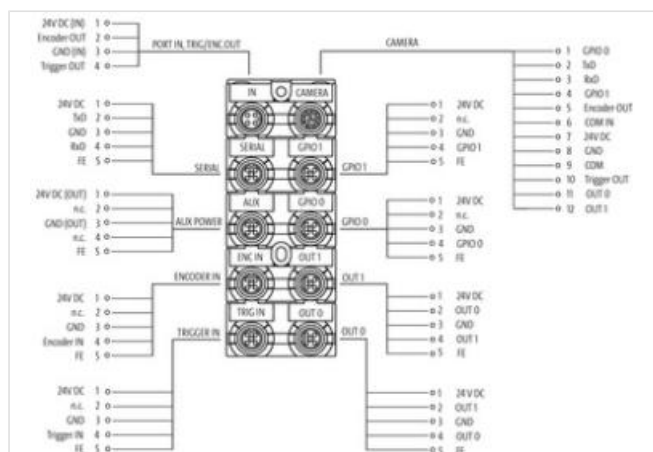 24V DC (IN) 1
Encoder OUT 2
GND (IN) 3
Trigger OUT 4
PORT IN, TRIG/ENC OUT
CAMERA
1 GPIO 0
2 TxD
3 RxD
4 GPIO 1
5 Encoder OUT
6 COM IN
7 24V DC
8 GND
9 COM
10 Trigger OUT
11 OUT 0
12 OUT 1
IN CAMERA
SERIAL GPIO 1
AUX GPIO 0
ENC IN OUT 1
TRIG IN OUT 0
24V DC 1
TxD 2
GND 3
RxD 4
FE 5
SERIAL
GPIO 1
1 24V DC
2 n.c.
3 GND
4 GPIO 1
5 FE
24V DC (OUT) 1
n.c. 2
GND (OUT) 3
n.c. 4
FE 5
AUX POWER
GPIO 0
1 24V DC
2 n.c.
3 GND
4 GPIO 0
5 FE
ENCODER IN
24V DC 1
n.c. 2
GND 3
Encoder IN 4
FE 5
OUT 1
1 24V DC
2 OUT 0
3 GND
4 OUT 1
5 FE
TRIGGER IN
24V DC 1
n.c. 2
GND 3
Trigger IN 4
FE 5
OUT 0
1 24V DC
2 OUT 1
3 GND
4 OUT 0
5 FE